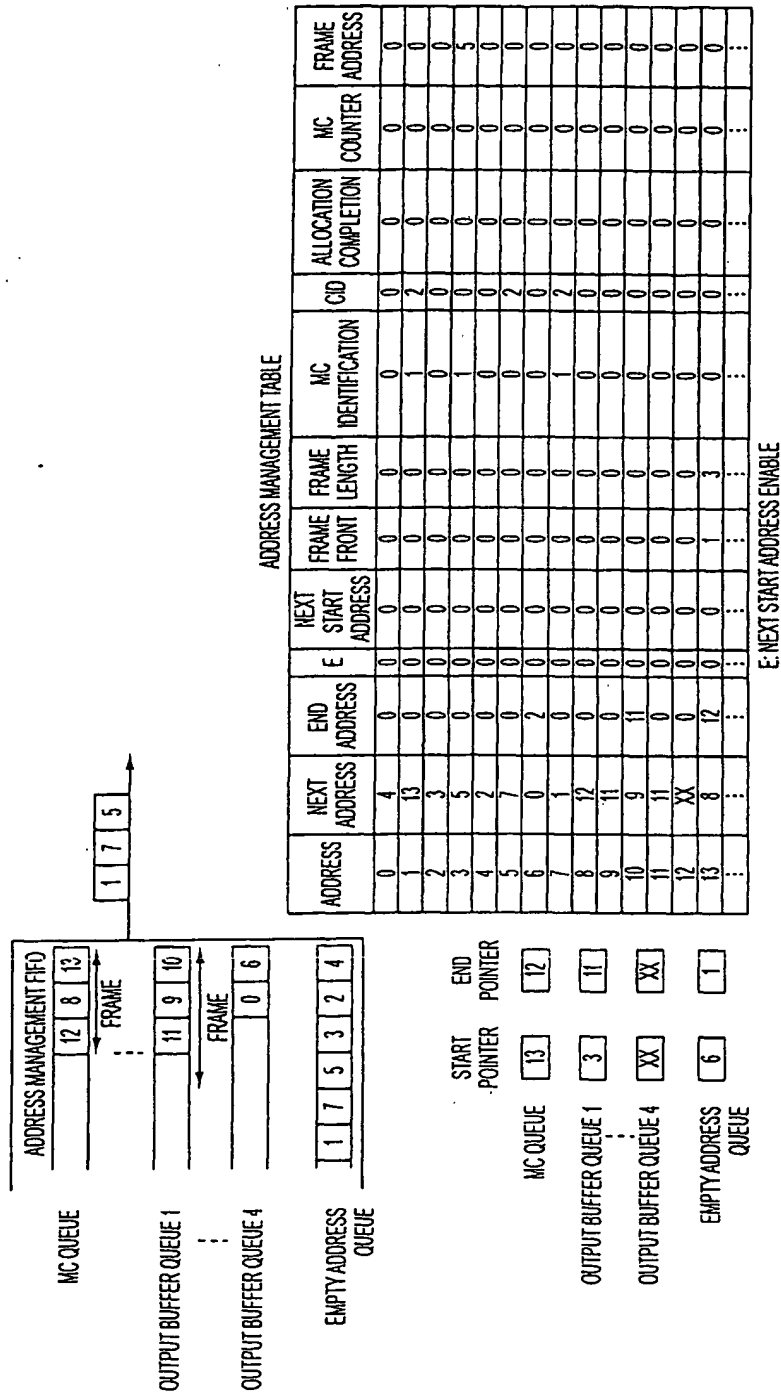 ADDRESS MANAGEMENT FIFO
MC QUEUE
12 8 13
FRAME
1 7 5
OUTPUT BUFFER QUEUE 1
11 9 10
FRAME
OUTPUT BUFFER QUEUE 4
0 6
EMPTY ADDRESS
QUEUE
1 7 5 3 2 4
START
POINTER
END
POINTER
MC QUEUE 13 12
OUTPUT BUFFER QUEUE 1 3 11
OUTPUT BUFFER QUEUE 4 XX XX
EMPTY ADDRESS
QUEUE
6 1
ADDRESS MANAGEMENT TABLE
ADDRESS NEXT ADDRESS END ADDRESS E NEXT START ADDRESS FRAME FRONT FRAME LENGTH MC IDENTIFICATION CID ALLOCATION COMPLETION MC COUNTER FRAME ADDRESS
0 4 0 0 0 0 0 0 0 0 0 0
1 13 0 0 0 0 0 1 2 0 0 0
2 3 0 0 0 0 0 0 0 0 0 0
3 5 0 0 0 0 0 1 0 0 0 5
4 2 0 0 0 0 0 0 0 0 0 0
5 7 0 0 0 0 0 0 2 0 0 0
6 0 2 0 0 0 0 0 0 0 0 0
7 1 0 0 0 0 0 1 2 0 0 0
8 12 0 0 0 0 0 0 0 0 0 0
9 11 0 0 0 0 0 0 0 0 0 0
10 9 11 0 0 0 0 0 0 0 0 0
11 11 0 0 0 0 0 0 0 0 0 0
12 XX 0 0 0 0 0 0 0 0 0 0
13 8 12 0 0 1 3 0 0 0 0 0
E: NEXT START ADDRESS ENABLE